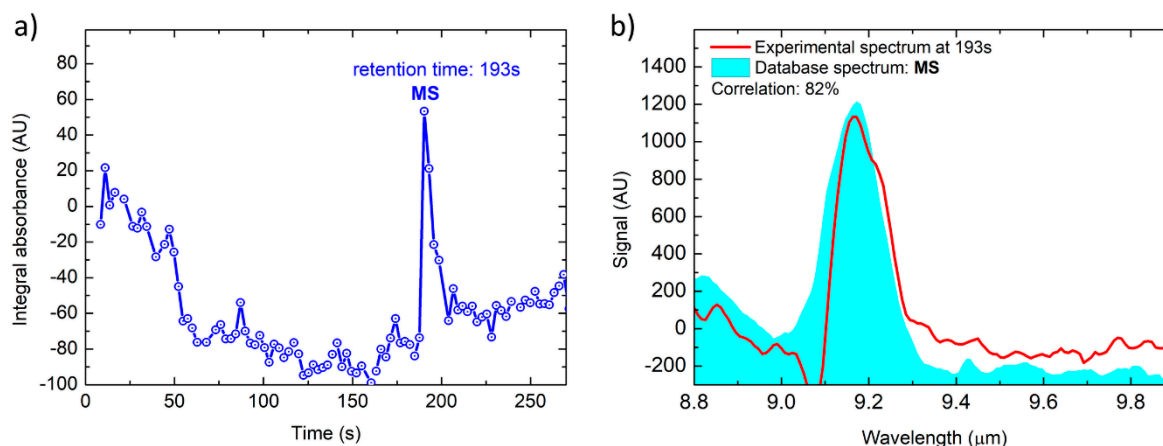 a)
retention time: 193s
MS
Integral absorbance (AU)
80
60
40
20
0
-20
-40
-60
-80
-100
0 50 100 150 200 250
Time (s)
b)
Experimental spectrum at 193s
Database spectrum: MS
Correlation: 82%
Signal (AU)
1400
1200
1000
800
600
400
200
0
-200
8.8 9.0 9.2 9.4 9.6 9.8
Wavelength (μm)